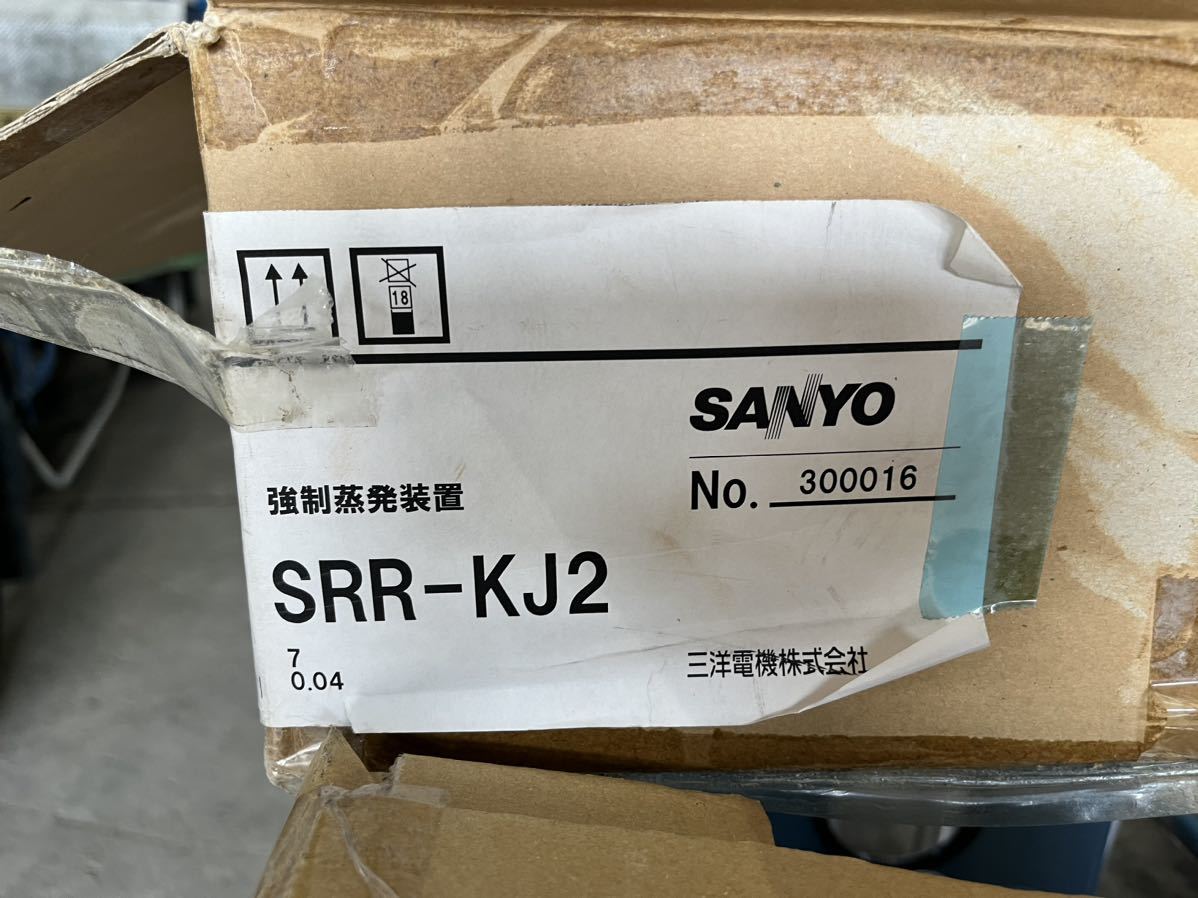 18
SANYO
No. 300016
強制蒸発装置
SRR-KJ2
7
0.04
三洋電機株式会社